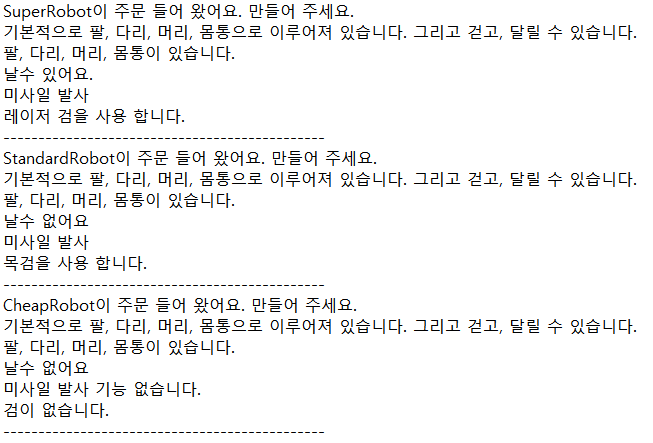 SuperRobot이 주문 들어 왔어요. 만들어 주세요.
기본적으로 팔, 다리, 머리, 몸통으로 이루어져 있습니다. 그리고 걷고, 달릴 수 있습니다.
팔, 다리, 머리, 몸통이 있습니다.
날수 있어요.
미사일 발사
레이저 검을 사용 합니다.
----------------------------------------------
StandardRobot이 주문 들어 왔어요. 만들어 주세요.
기본적으로 팔, 다리, 머리, 몸통으로 이루어져 있습니다. 그리고 걷고, 달릴 수 있습니다.
팔, 다리, 머리, 몸통이 있습니다.
날수 없어요
미사일 발사
목검을 사용 합니다.
----------------------------------------------
CheapRobot이 주문 들어 왔어요. 만들어 주세요.
기본적으로 팔, 다리, 머리, 몸통으로 이루어져 있습니다. 그리고 걷고, 달릴 수 있습니다.
팔, 다리, 머리, 몸통이 있습니다.
날수 없어요
미사일 발사 기능 없습니다.
검이 없습니다.
----------------------------------------------